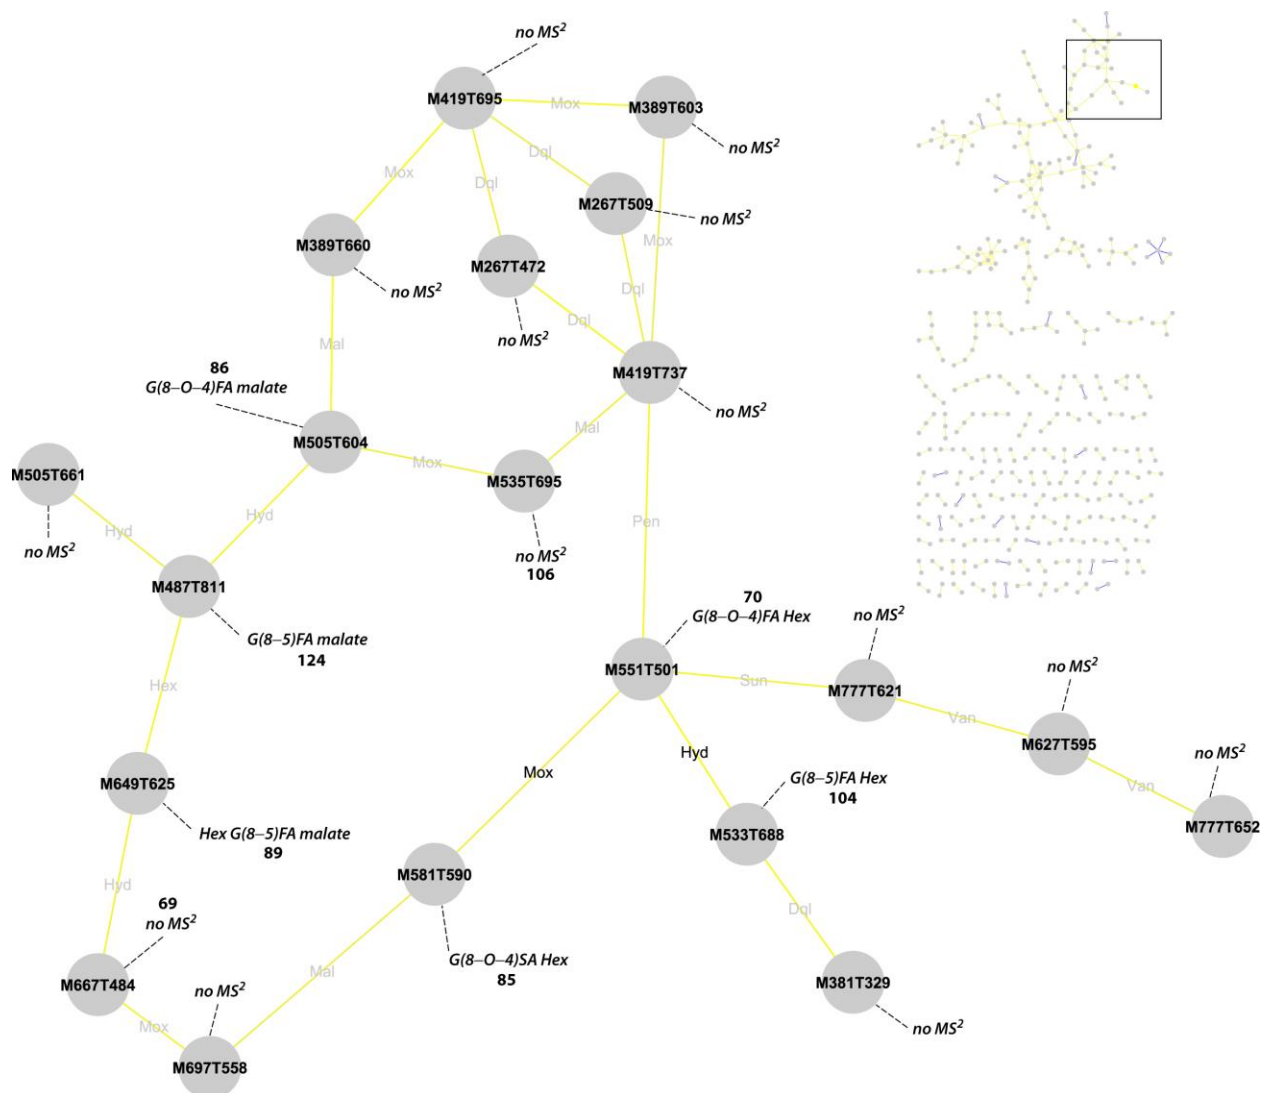 no MS²
M419T695
Mox
M389T603
no MS²
Dql
Mox
Dql
M267T509
no MS²
M389T660
Mox
M267T472
no MS²
Dql
Dql
no MS²
Mal
86
G(8–O–4)FA malate
M419T737
no MS²
M505T604
Mal
Mox
M505T661
M535T695
Hyd
Pen
Hyd
no MS²
no MS²
106
M487T811
70
G(8–O–4)FA Hex
no MS²
G(8–5)FA malate
124
M551T501
Sun
Hex
M777T621
no MS²
Van
M627T595
Hyd
no MS²
Mox
G(8–5)FA Hex
104
M649T625
Van
M777T652
Hex G(8–5)FA malate
89
M533T688
M581T590
Hyd
69
no MS²
Dql
G(8–O–4)SA Hex
85
Mal
M667T484
no MS²
M381T329
Mox
no MS²
M697T558